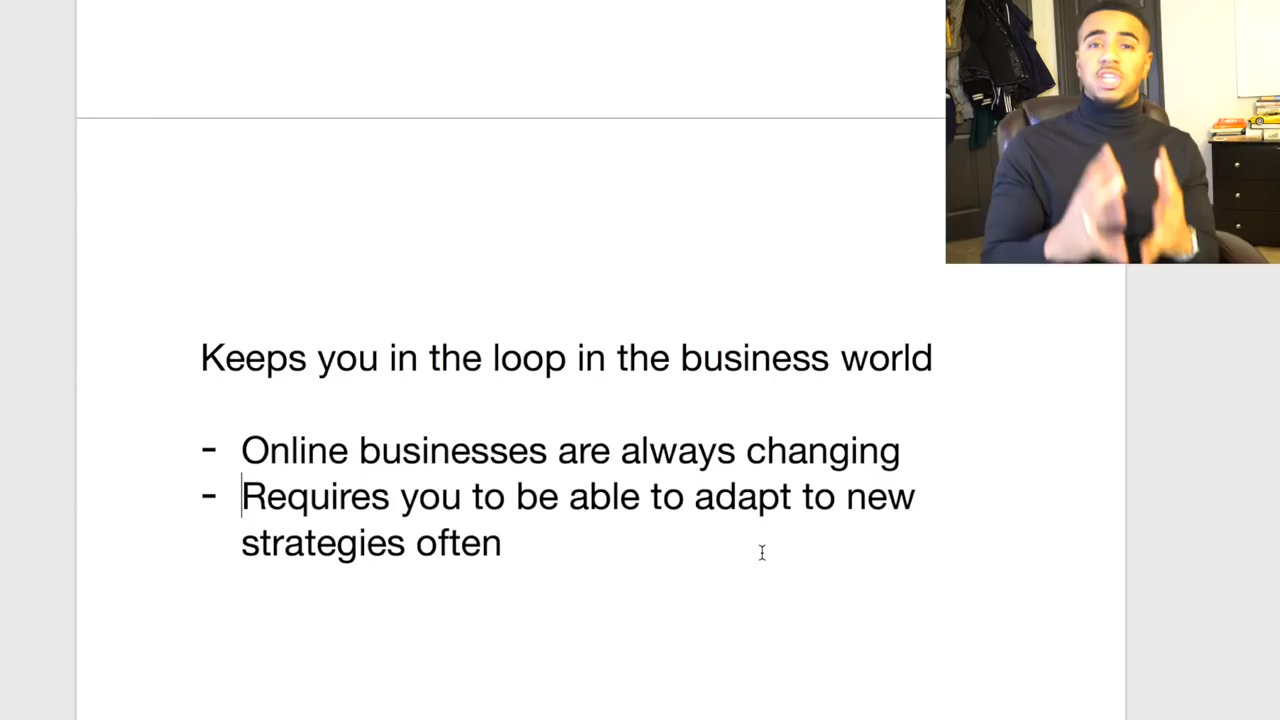 Keeps you in the loop in the business world
- Online businesses are always changing
- Requires you to be able to adapt to new
strategies often